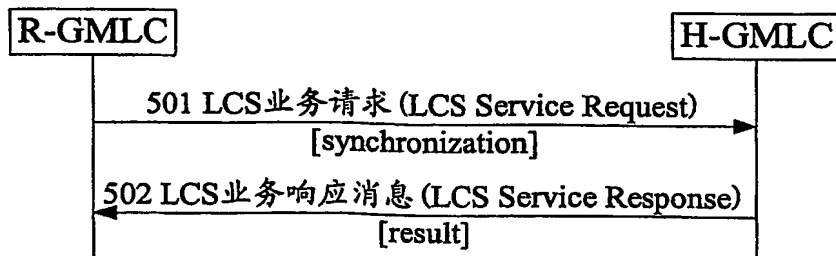 R-GMLC
H-GMLC
501 LCS业务请求 (LCS Service Request)
[synchronization]
502 LCS业务响应消息 (LCS Service Response)
[result]